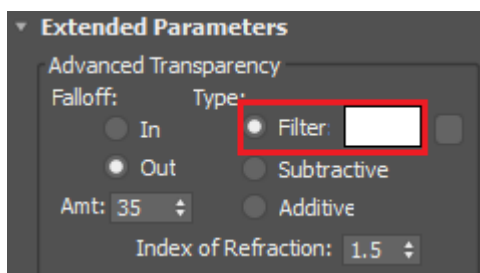 Extended Parameters
Advanced Transparency
Falloff: Type:
In Filter:
Out Subtractive
Amt: 35 Additive
Index of Refraction: 1.5